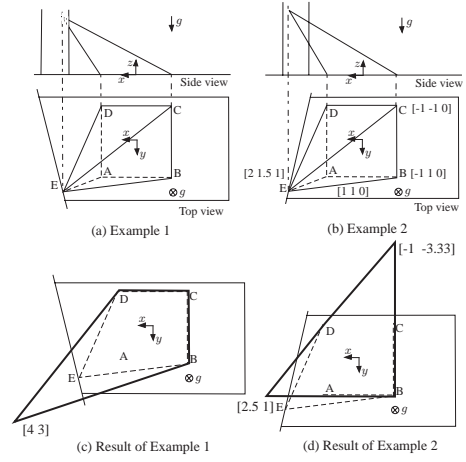 g
g
z
x
Side view
z
x
Side view
D
C
x
y
A
B
E
g
Top view
D
C
[-1 -1 0]
x
y
[2 1.5 1]
A
B
[-1 1 0]
E
[1 1 0]
g
Top view
(a) Example 1
(b) Example 2
[-1 -3.33]
D
C
x
y
A
B
E
g
[4 3]
D
C
x
y
A
B
[2.5 1]
E
g
(c) Result of Example 1
(d) Result of Example 2